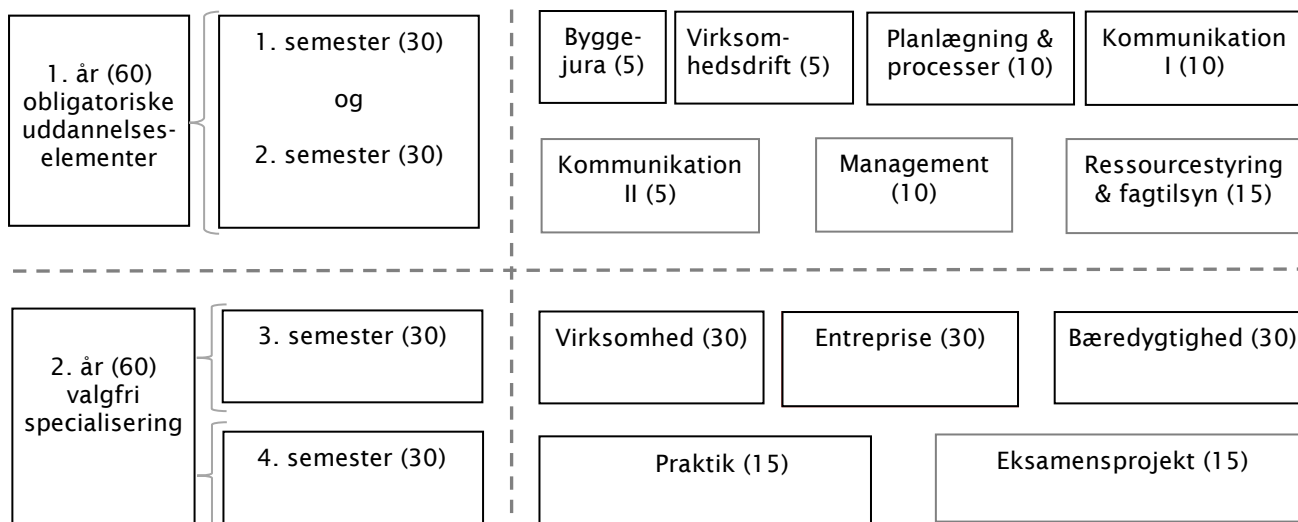 1. år (60)
obligatoriske
uddannelses-
elementer
1. semester (30)
og
2. semester (30)
Bygge-
jura (5)
Virksom-
hedsdrift (5)
Planlægning &
processer (10)
Kommunikation
I (10)
Kommunikation
II (5)
Management
(10)
Ressourcestyring
& fagtilsyn (15)
2. år (60)
valgfri
specialisering
3. semester (30)
4. semester (30)
Virksomhed (30)
Entreprise (30)
Bæredygtighed (30)
Praktik (15)
Eksamensprojekt (15)